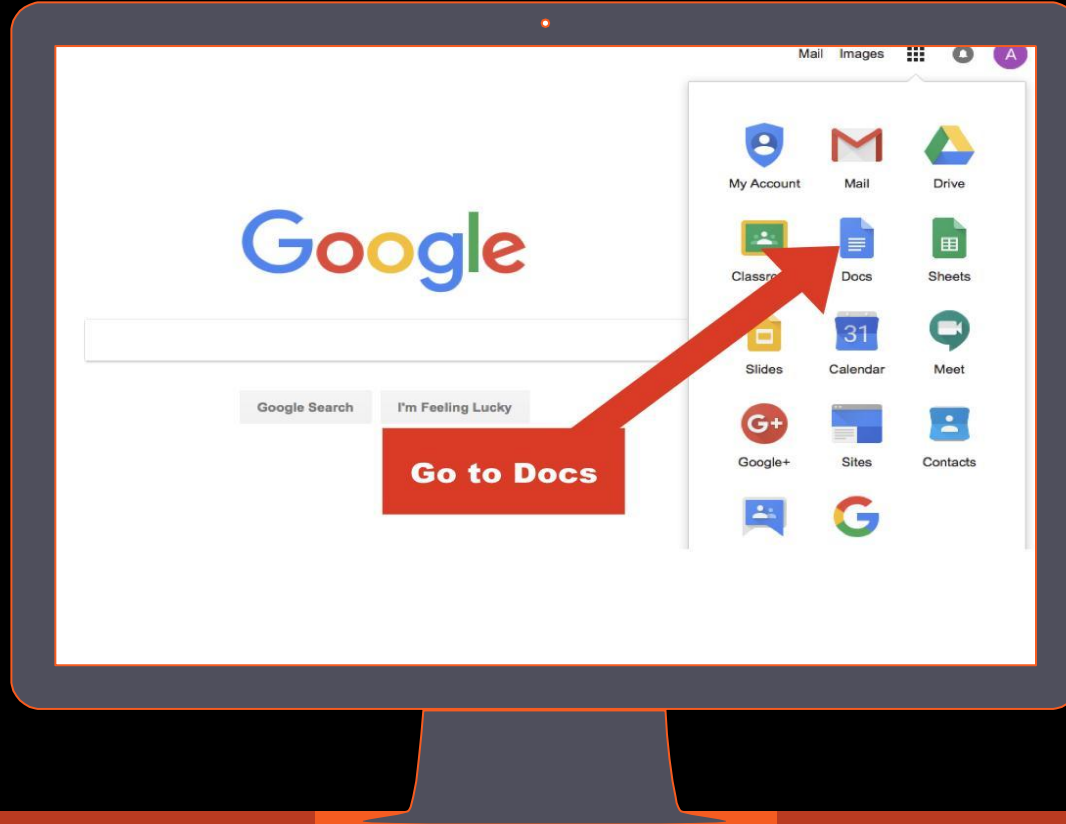 Mail Images A
My Account Mail Drive
Google
Docs Sheets
31
Slides Calendar Meet
Google Search I'm Feeling Lucky
G+
Google+ Sites Contacts
Go to Docs
G